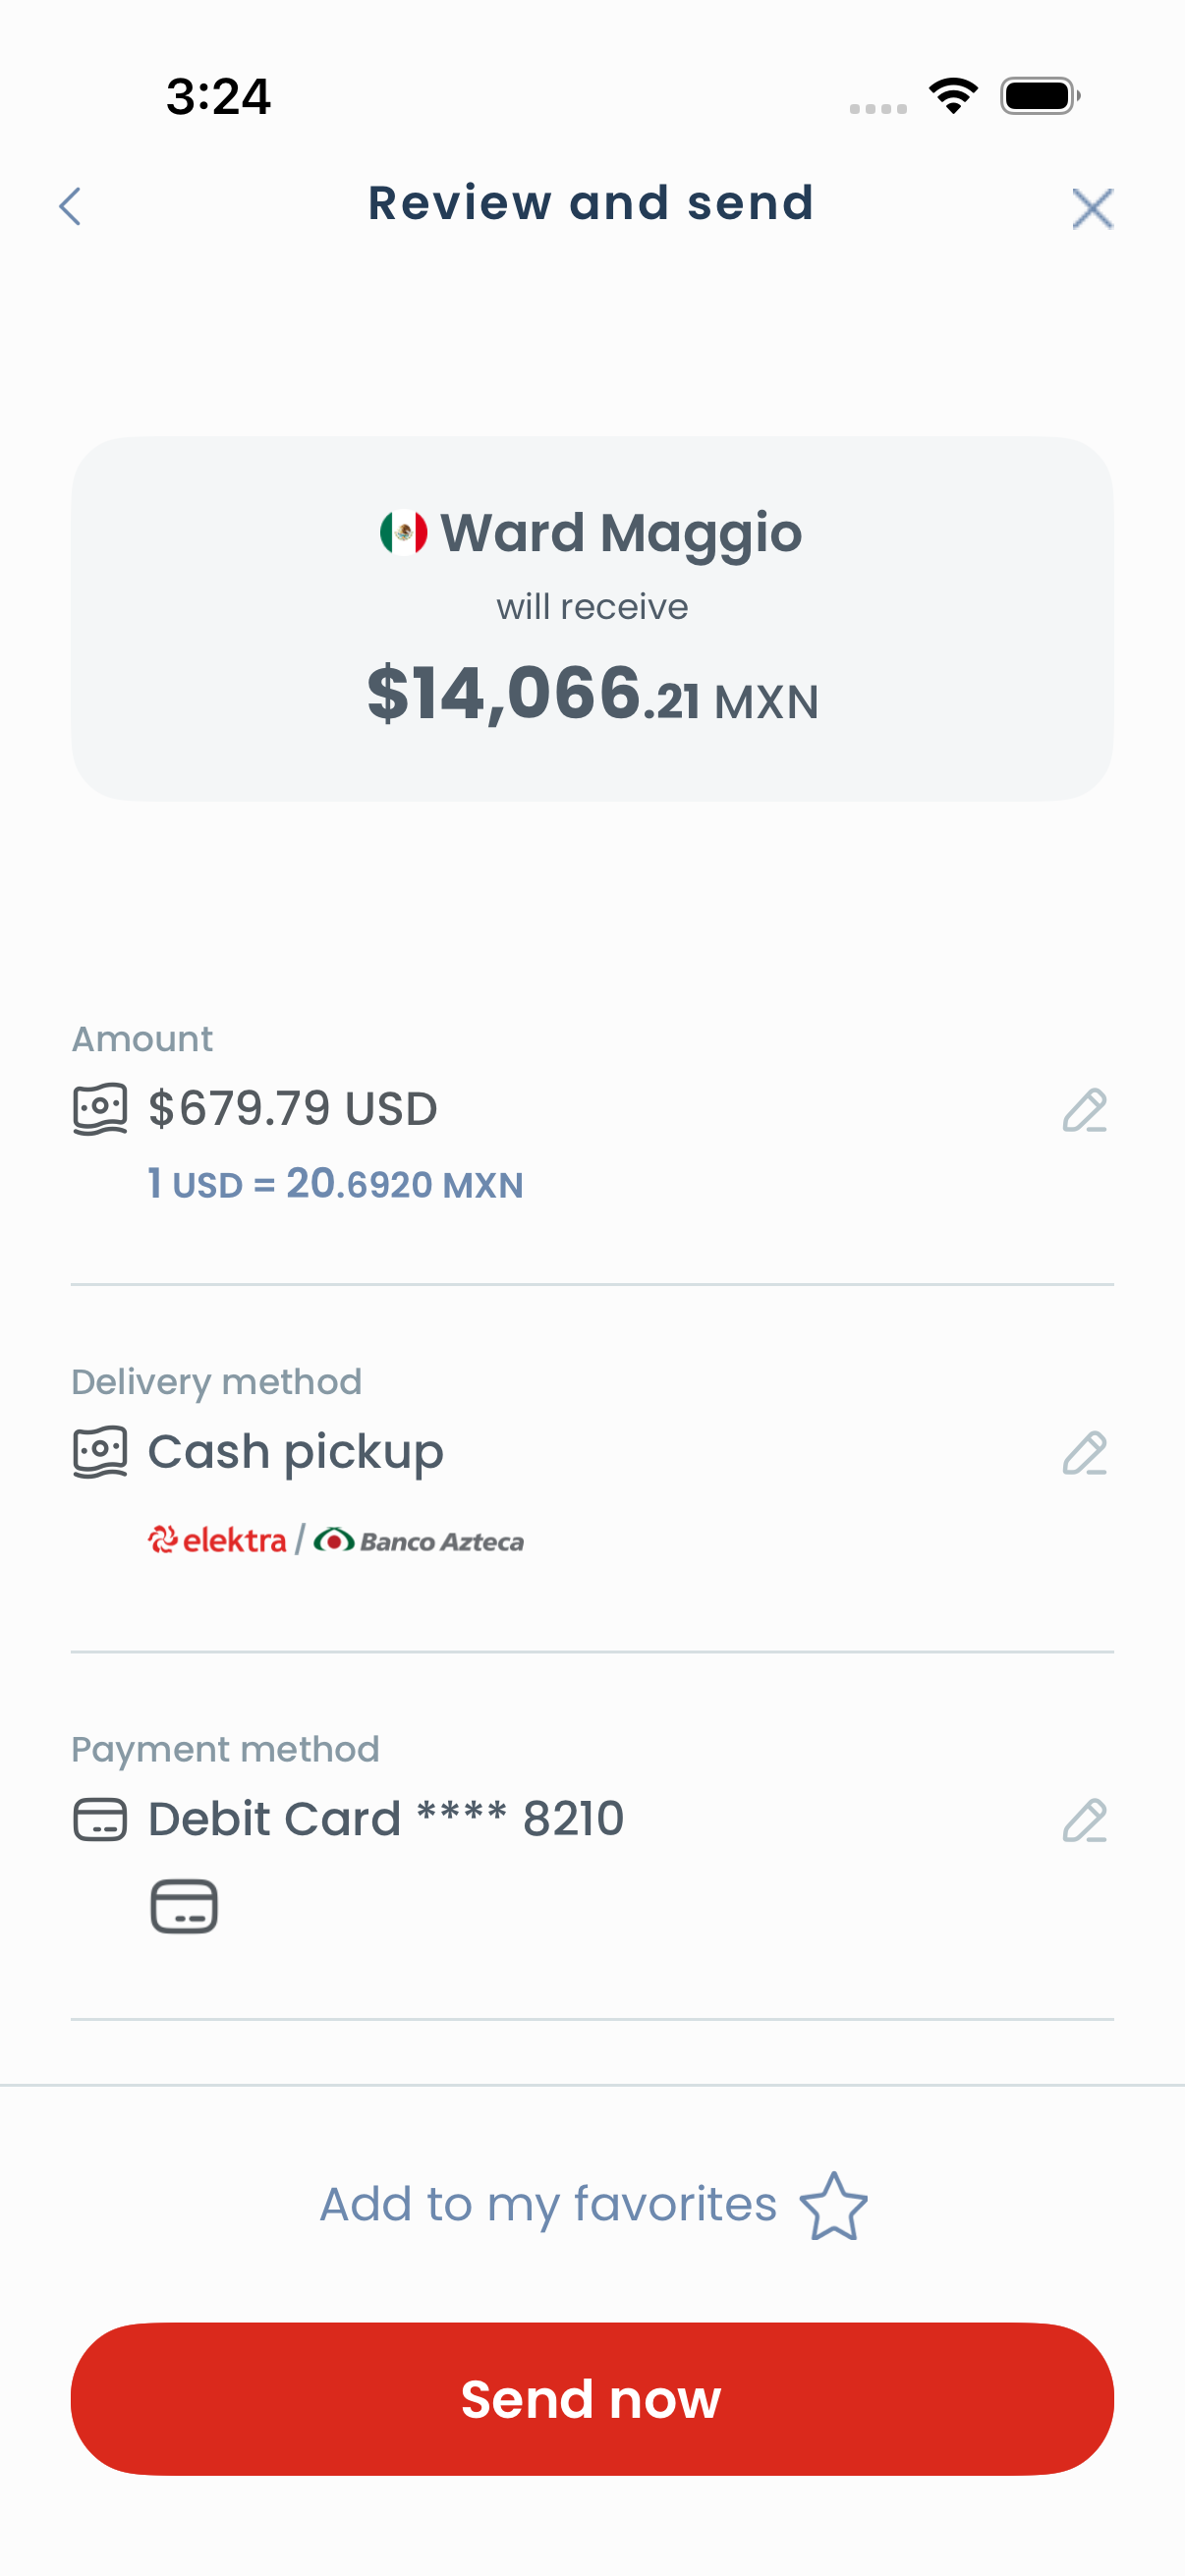 3:24
Review and send
Ward Maggio
will receive
$14,066.21 MXN
Amount
$679.79 USD
1 USD = 20.6920 MXN
Delivery method
Cash pickup
elektra / Banco Azteca
Payment method
Debit Card **** 8210
Add to my favorites
Send now